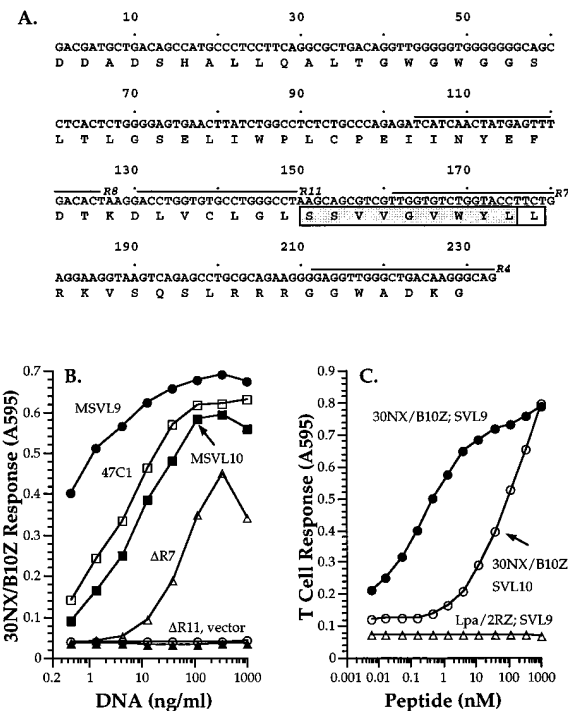 A.
10 30 50
GACGATGCTGACAGCCATGCCCTCCTTCAGGCGCTGACAGGTTGGGGGTGGGGGGGCAGC
D D A D S H A L L Q A L T G W G W G G S
70 90 110
CTCACTCTGGGGAGTGAACTTATCTGGCCTCTCTGCCCAGAGATCATCAACTATGAGTTT
L T L G S E L I W P L C P E I I N Y E F
130 150 170
R8 R11 R7
GACACTAAGGACCTGGTGTGCCTGGGCCTAAGCAGCGTCGTTGGTGTCTGGTACCTTCTG
D T K D L V C L G L S S V V G V W Y L L
190 210 230
R4
AGGAAGGTAAGTCAGAGCCTGCGCAGAAGGGGAGGTTGGGCTGACAAGGGCAG
R K V S Q S L R R R G G W A D K G
B.
30NX/B10Z Response (A595)
0.7
0.6
0.5
0.4
0.3
0.2
0.1
0
MSVL9
47C1
MSVL10
ΔR7
ΔR11, vector
0.2 1 10 100 1000
DNA (ng/ml)
C.
T Cell Response (A595)
0.9
0.8
0.7
0.6
0.5
0.4
0.3
0.2
0.1
0
30NX/B10Z; SVL9
30NX/B10Z
SVL10
Lpa/2RZ; SVL9
0.001 0.01 0.1 1 10 100 1000
Peptide (nM)